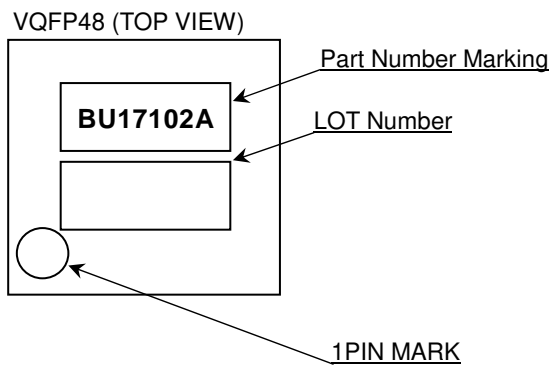 VQFP48 (TOP VIEW)
Part Number Marking
BU17102A
LOT Number
1PIN MARK